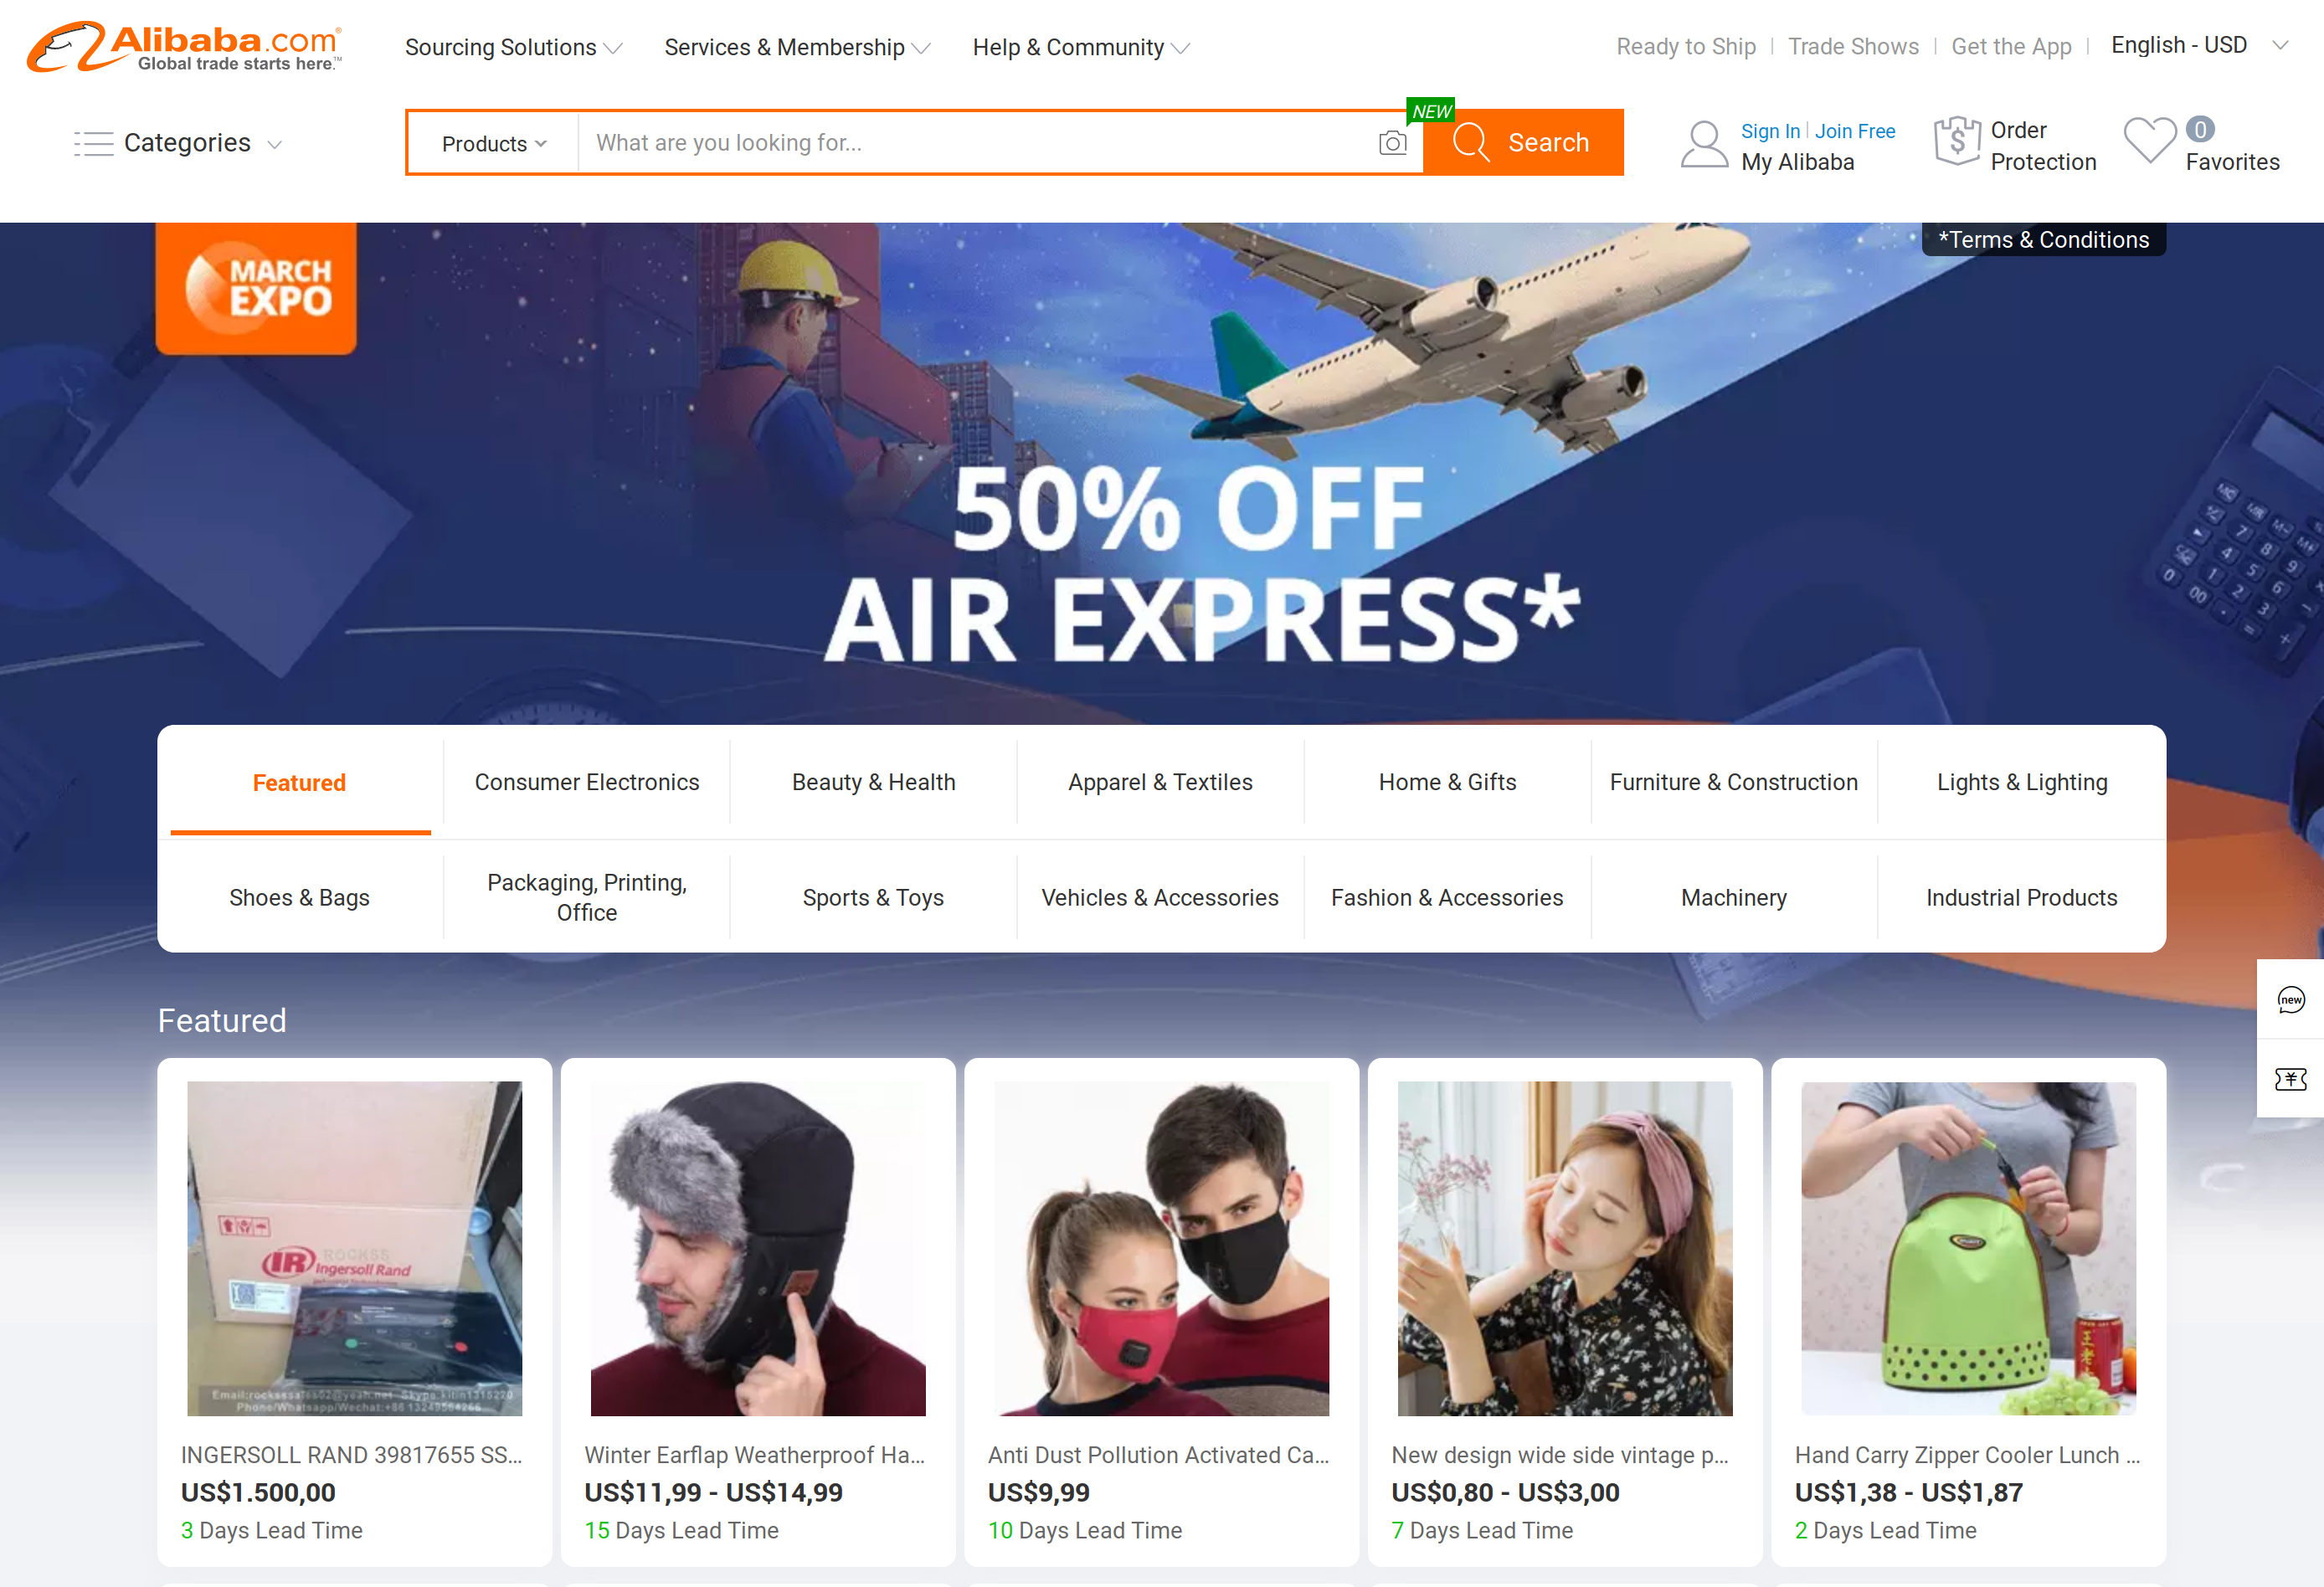 Alibaba.com
Global trade starts here.™
Sourcing Solutions
Services & Membership
Help & Community
Ready to Ship
Trade Shows
Get the App
English - USD
Categories
Products
What are you looking for...
NEW
Search
Sign In
Join Free
My Alibaba
Order
Protection
0
Favorites
MARCH
EXPO
*Terms & Conditions
50% OFF
AIR EXPRESS*
Featured
Consumer Electronics
Beauty & Health
Apparel & Textiles
Home & Gifts
Furniture & Construction
Lights & Lighting
Shoes & Bags
Packaging, Printing,
Office
Sports & Toys
Vehicles & Accessories
Fashion & Accessories
Machinery
Industrial Products
new
Featured
IR
ROCKSS
Ingersoll Rand
INGERSOLL RAND 39817655 SS...
US$1.500,00
3 Days Lead Time
Winter Earflap Weatherproof Ha...
US$11,99 - US$14,99
15 Days Lead Time
Anti Dust Pollution Activated Ca...
US$9,99
10 Days Lead Time
New design wide side vintage p...
US$0,80 - US$3,00
7 Days Lead Time
Hand Carry Zipper Cooler Lunch ...
US$1,38 - US$1,87
2 Days Lead Time